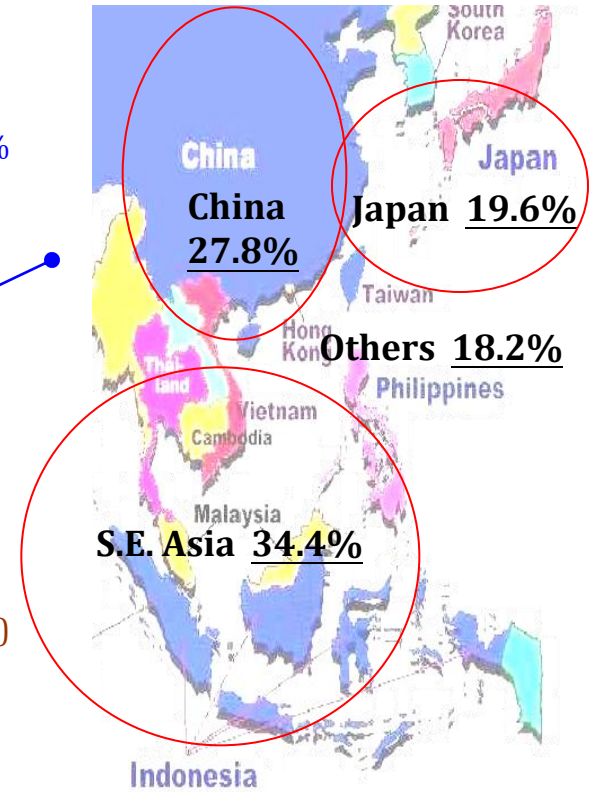 South
Korea
%
China
Japan
China
27.8%
Japan 19.6%
Taiwan
Hong
Kong
Others 18.2%
Thai-
land
Philippines
Vietnam
Cambodia
Malaysia
S.E. Asia 34.4%
0
Indonesia